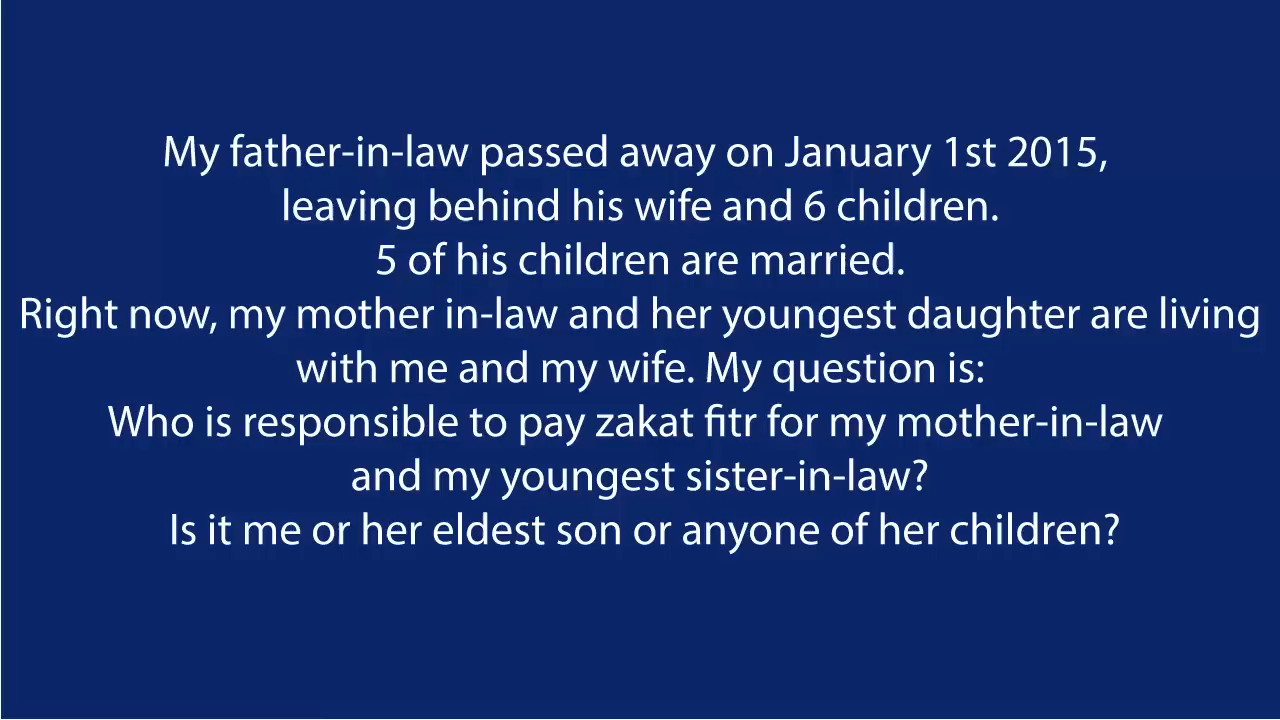 My father-in-law passed away on January 1st 2015,
leaving behind his wife and 6 children.
5 of his children are married.
Right now, my mother in-law and her youngest daughter are living
with me and my wife. My question is:
Who is responsible to pay zakat fitr for my mother-in-law
and my youngest sister-in-law?
Is it me or her eldest son or anyone of her children?